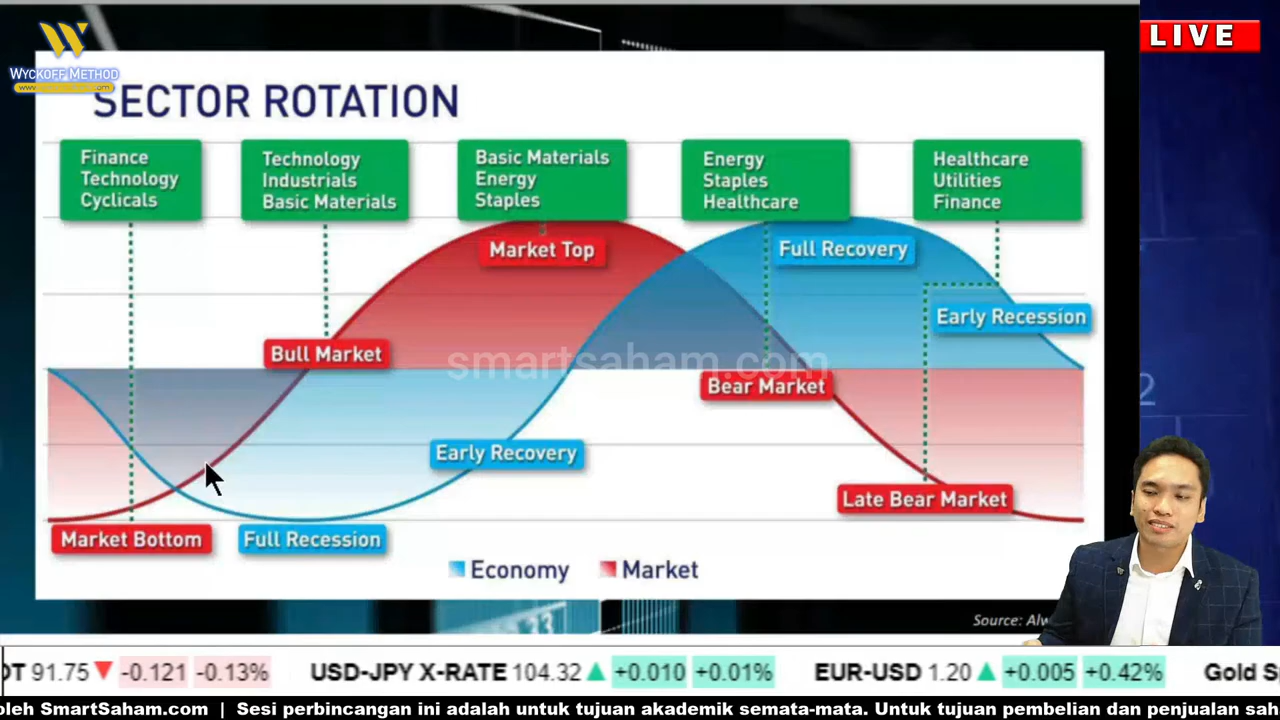 WYCKOFF METHOD
LIVE
SECTOR ROTATION
Finance
Technology
Cyclicals
Technology
Industrials
Basic Materials
Basic Materials
Energy
Staples
Energy
Staples
Healthcare
Healthcare
Utilities
Finance
Market Top
Full Recovery
Early Recession
Bull Market
smartsaham.com
Bear Market
Early Recovery
Late Bear Market
Market Bottom
Full Recession
Economy
Market
2
Source:
91.75 -0.121 -0.13% USD-JPY X-RATE 104.32 +0.010 +0.01% EUR-USD 1.20 +0.005 +0.42% Gold
oleh SmartSaham.com | Sesi perbincangan ini adalah untuk tujuan akademik semata-mata. Untuk tujuan pembelian dan penjualan